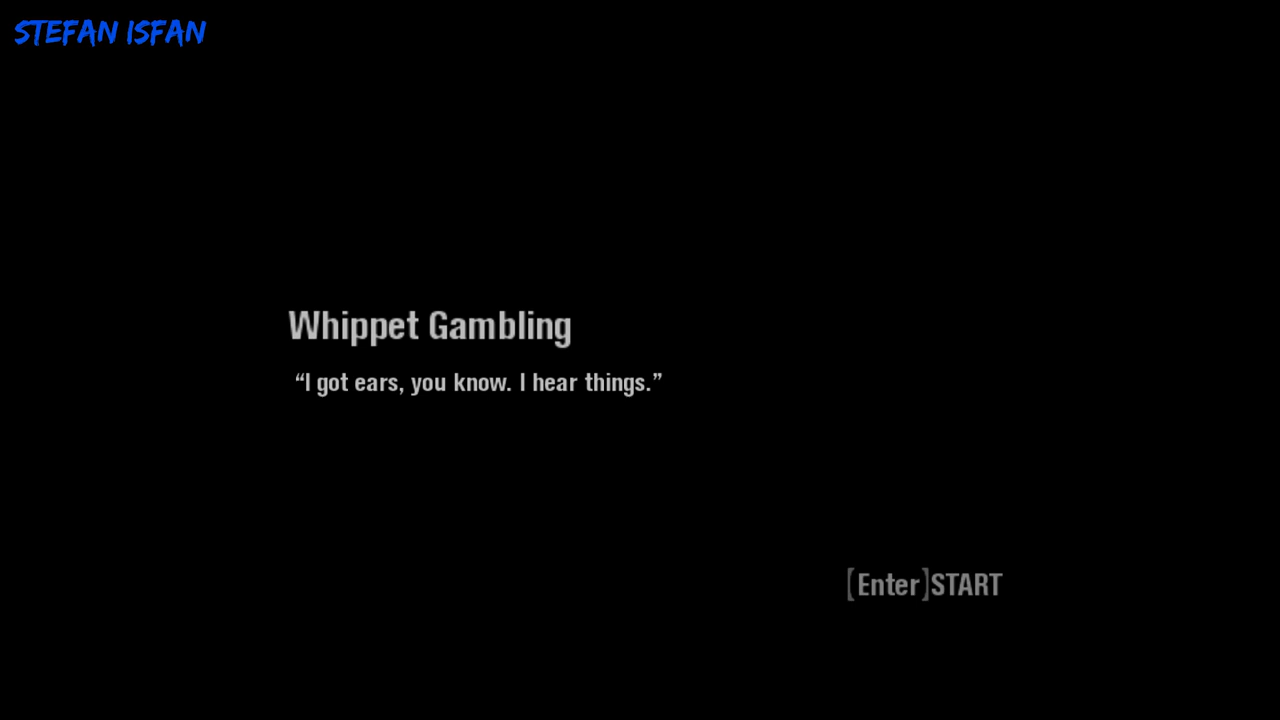 STEFAN ISFAN
Whippet Gambling
“I got ears, you know. I hear things.”
[Enter]START